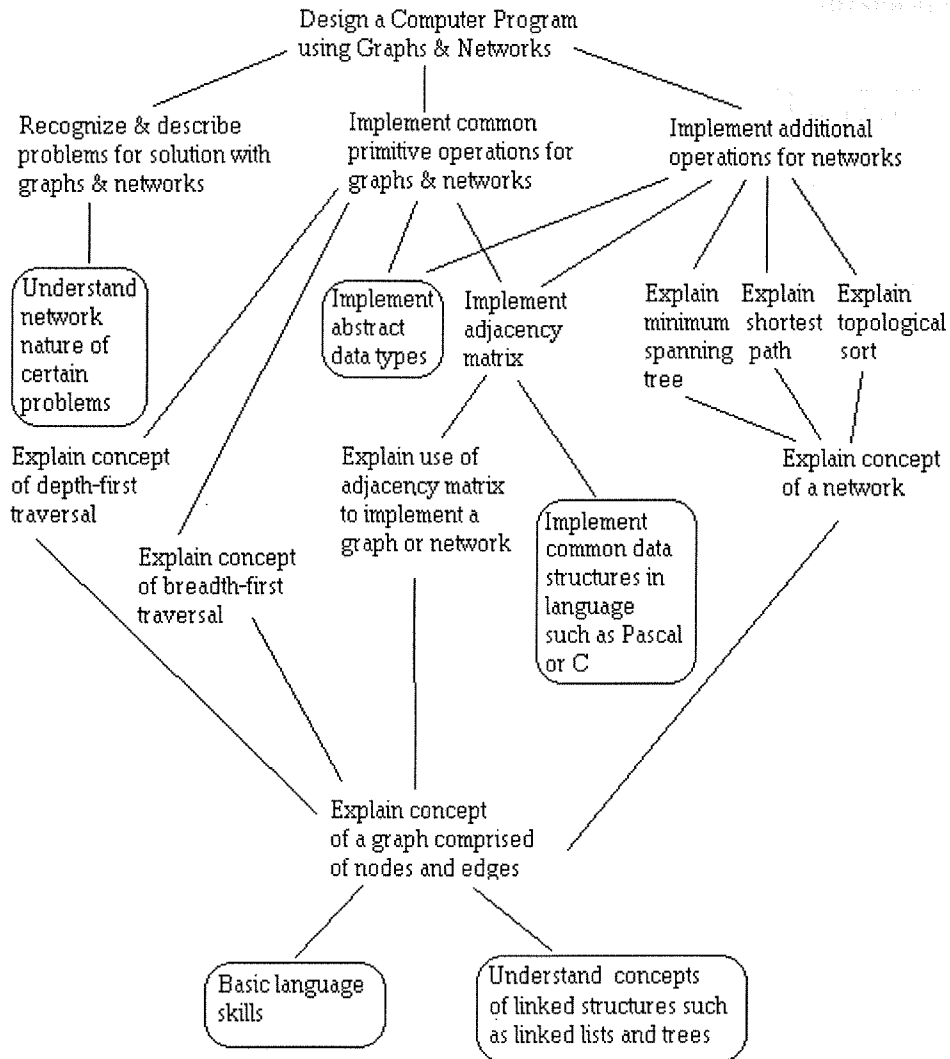 Design a Computer Program
using Graphs & Networks
Recognize & describe
problems for solution with
graphs & networks
Implement common
primitive operations for
graphs & networks
Implement additional
operations for networks
Understand
network
nature of
certain
problems
Implement
abstract
data types
Implement
adjacency
matrix
Explain
minimum
spanning
tree
Explain
shortest
path
Explain
topological
sort
Explain concept
of depth-first
traversal
Explain concept
of breadth-first
traversal
Explain use of
adjacency matrix
to implement a
graph or network
Implement
common data
structures in
language
such as Pascal
or C
Explain concept
of a network
Explain concept
of a graph comprised
of nodes and edges
Basic language
skills
Understand concepts
of linked structures such
as linked lists and trees